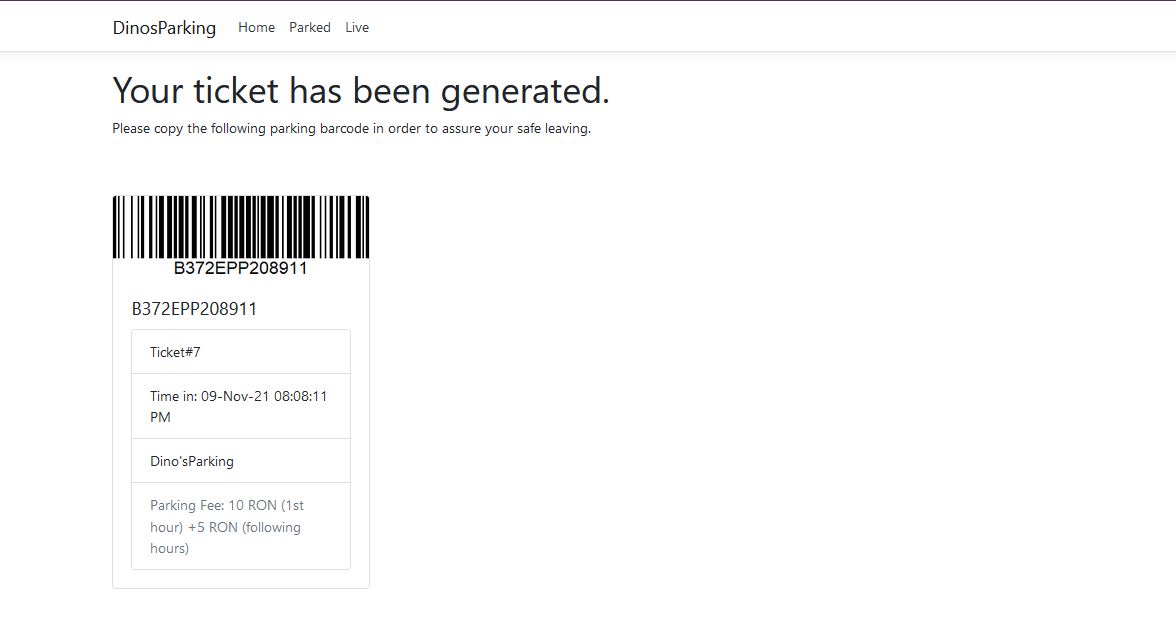 DinosParking Home Parked Live
Your ticket has been generated.
Please copy the following parking barcode in order to assure your safe leaving.
B372EPP208911
B372EPP208911
Ticket#7
Time in: 09-Nov-21 08:08:11
PM
Dino'sParking
Parking Fee: 10 RON (1st
hour) +5 RON (following
hours)